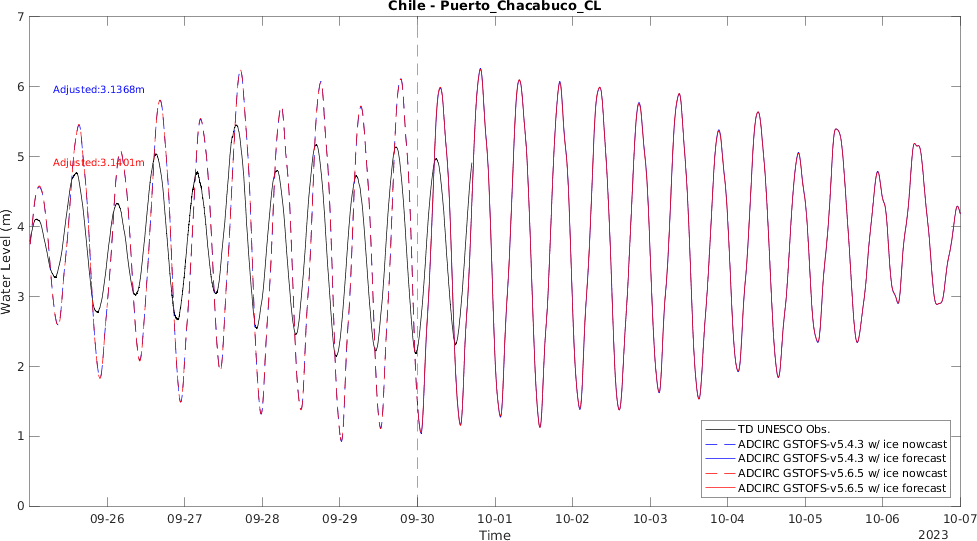 Chile - Puerto_Chacabuco_CL
7
6
5
4
3
2
1
0
Water Level (m)
Adjusted:3.1368m
Adjusted:3.1401m
TD UNESCO Obs.
ADCIRC GSTOFS-v5.4.3 w/ ice nowcast
ADCIRC GSTOFS-v5.4.3 w/ ice forecast
ADCIRC GSTOFS-v5.6.5 w/ ice nowcast
ADCIRC GSTOFS-v5.6.5 w/ ice forecast
09-26 09-27 09-28 09-29 09-30 10-01 10-02 10-03 10-04 10-05 10-06 10-07
Time
2023